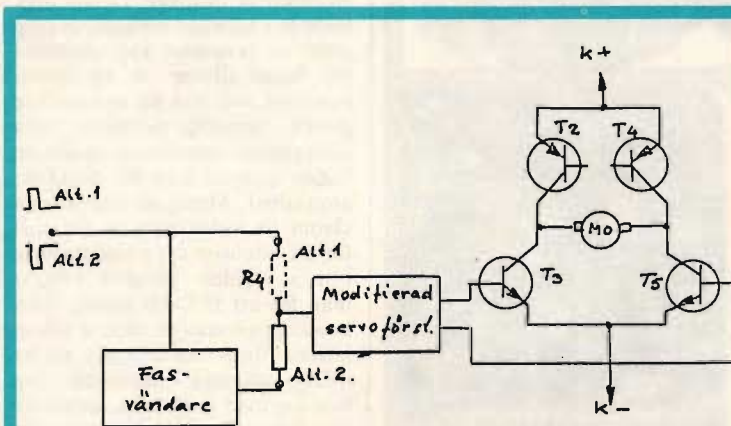 k+
T2
T4
Alt.1
Alt.2
Alt.1
R4
Mo
T3
T5
Modifierad
servoförst.
Alt.2.
Fas-
vändare
k-